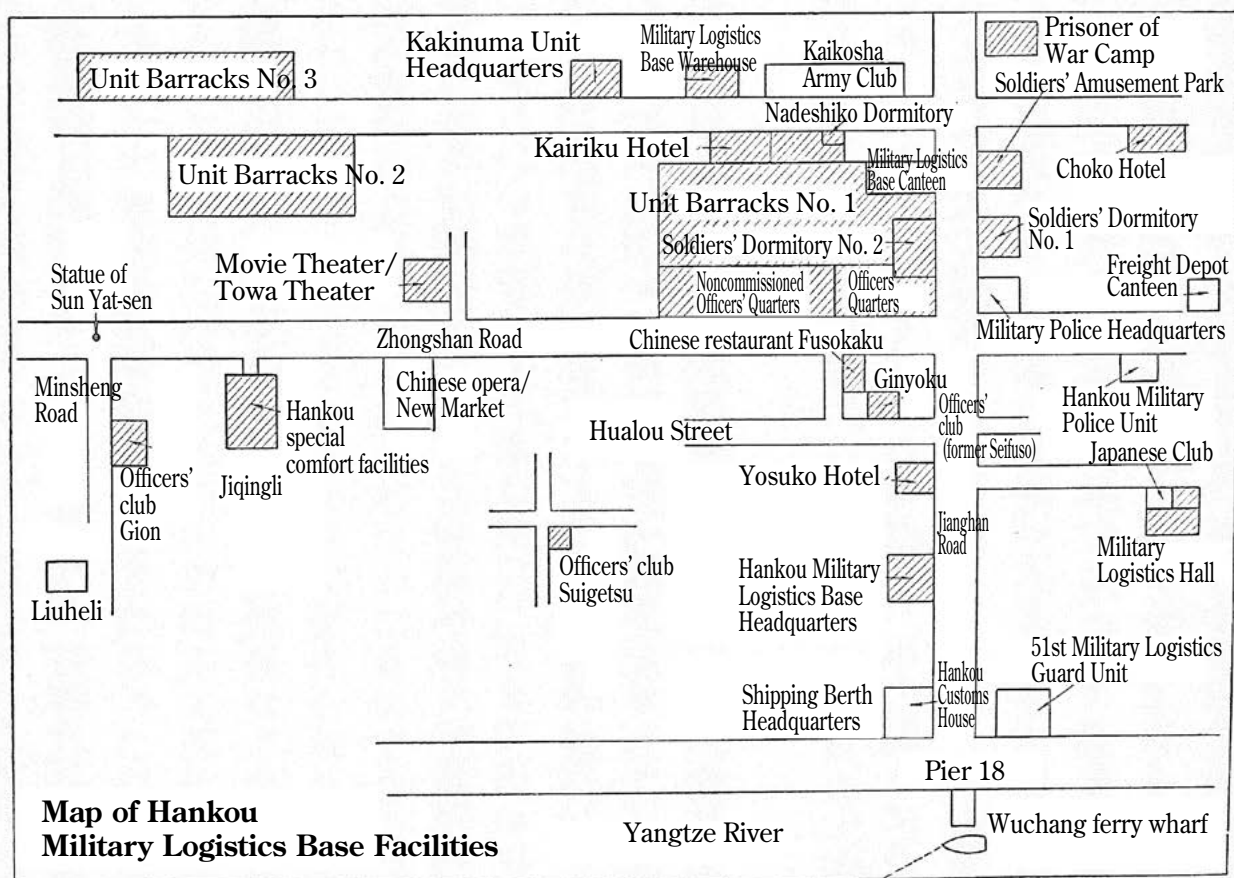 Prisoner of
War Camp
Unit Barracks No. 3
Kakinuma Unit
Headquarters
Military Logistics
Base Warehouse
Kaikosha
Army Club
Soldiers' Amusement Park
Nadeshiko Dormitory
Kairiku Hotel
Choko Hotel
Unit Barracks No. 2
Military Logistics
Base Canteen
Unit Barracks No. 1
Soldiers' Dormitory No. 2
Soldiers' Dormitory
No. 1
Statue of
Sun Yat-sen
Movie Theater/
Towa Theater
Noncommissioned
Officers' Quarters
Officers'
Quarters
Freight Depot
Canteen
Military Police Headquarters
Zhongshan Road
Chinese restaurant Fusokaku
Minsheng
Road
Hankou
special
comfort facilities
Chinese opera/
New Market
Ginyoku
Officers'
club
(former Seifuso)
Hankou Military
Police Unit
Hualou Street
Officers'
club
Gion
Jiqingli
Yosuko Hotel
Japanese Club
Jianghan
Road
Military
Logistics Hall
Officers' club
Suigetsu
Hankou Military
Logistics Base
Headquarters
Liuheli
51st Military Logistics
Guard Unit
Shipping Berth
Headquarters
Hankou
Customs
House
Pier 18
Map of Hankou
Military Logistics Base Facilities
Yangtze River
Wuchang ferry wharf